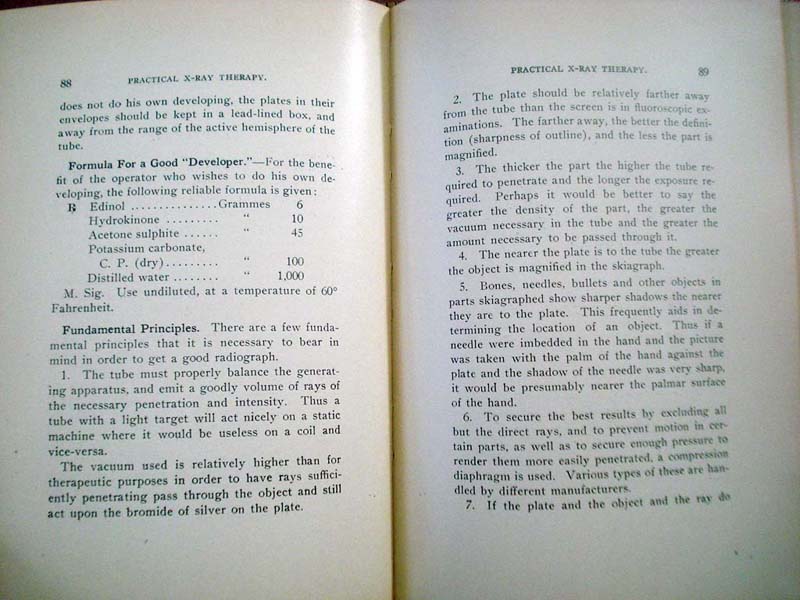 88 PRACTICAL X-RAY THERAPY.
does not do his own developing, the plates in their
envelopes should be kept in a lead-lined box, and
away from the range of the active hemisphere of the
tube.
Formula For a Good "Developer."—For the bene-
fit of the operator who wishes to do his own de-
veloping, the following reliable formula is given:
℞ Edinol ..............Grammes 6
Hydrokinone ......... " 10
Acetone sulphite ...... " 45
Potassium carbonate,
C. P. (dry)......... " 100
Distilled water ........ " 1,000
M. Sig. Use undiluted, at a temperature of 60°
Fahrenheit.
Fundamental Principles. There are a few funda-
mental principles that it is necessary to bear in
mind in order to get a good radiograph.
1. The tube must properly balance the generat-
ing apparatus, and emit a goodly volume of rays of
the necessary penetration and intensity. Thus a
tube with a light target will act nicely on a static
machine where it would be useless on a coil and
vice-versa.
The vacuum used is relatively higher than for
therapeutic purposes in order to have rays suffici-
ently penetrating pass through the object and still
act upon the bromide of silver on the plate.
PRACTICAL X-RAY THERAPY. 89
2. The plate should be relatively farther away
from the tube than the screen is in fluoroscopic ex-
aminations. The farther away, the better the defini-
tion (sharpness of outline), and the less the part is
magnified.
3. The thicker the part the higher the tube re-
quired to penetrate and the longer the exposure re-
quired. Perhaps it would be better to say the
greater the density of the part, the greater the
vacuum necessary in the tube and the greater the
amount necessary to be passed through it.
4. The nearer the plate is to the tube the greater
the object is magnified in the skiagraph.
5. Bones, needles, bullets and other objects in
parts skiagraphed show sharper shadows the nearer
they are to the plate. This frequently aids in de-
termining the location of an object. Thus if a
needle were imbedded in the hand and the picture
was taken with the palm of the hand against the
plate and the shadow of the needle was very sharp,
it would be presumably nearer the palmar surface
of the hand.
6. To secure the best results by excluding all
but the direct rays, and to prevent motion in cer-
tain parts, as well as to secure enough pressure to
render them more easily penetrated, a compression
diaphragm is used. Various types of these are han-
dled by different manufacturers.
7. If the plate and the object and the ray do